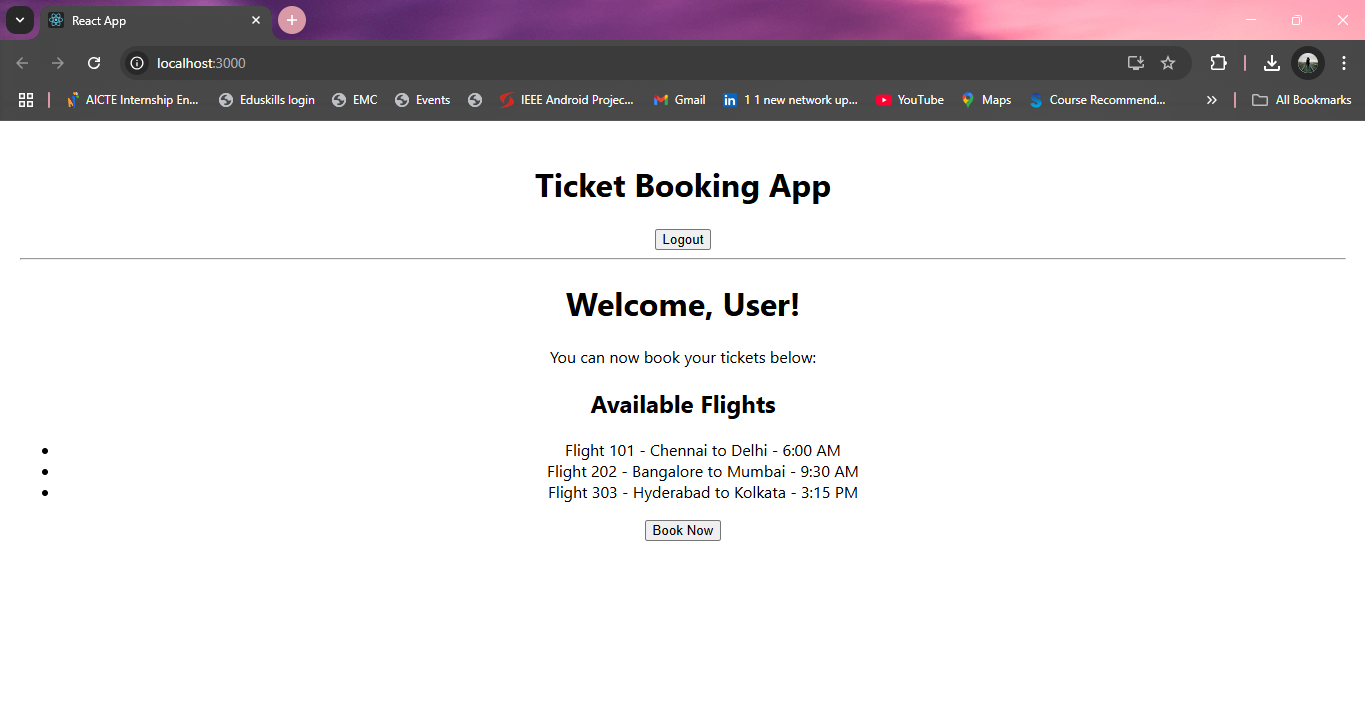 React App
localhost:3000
AICTE Internship En... Eduskills login EMC Events IEEE Android Projec... Gmail 1 1 new network up... YouTube Maps Course Recommend... » All Bookmarks
Ticket Booking App
Logout
Welcome, User!
You can now book your tickets below:
Available Flights
• Flight 101 - Chennai to Delhi - 6:00 AM
• Flight 202 - Bangalore to Mumbai - 9:30 AM
• Flight 303 - Hyderabad to Kolkata - 3:15 PM
Book Now